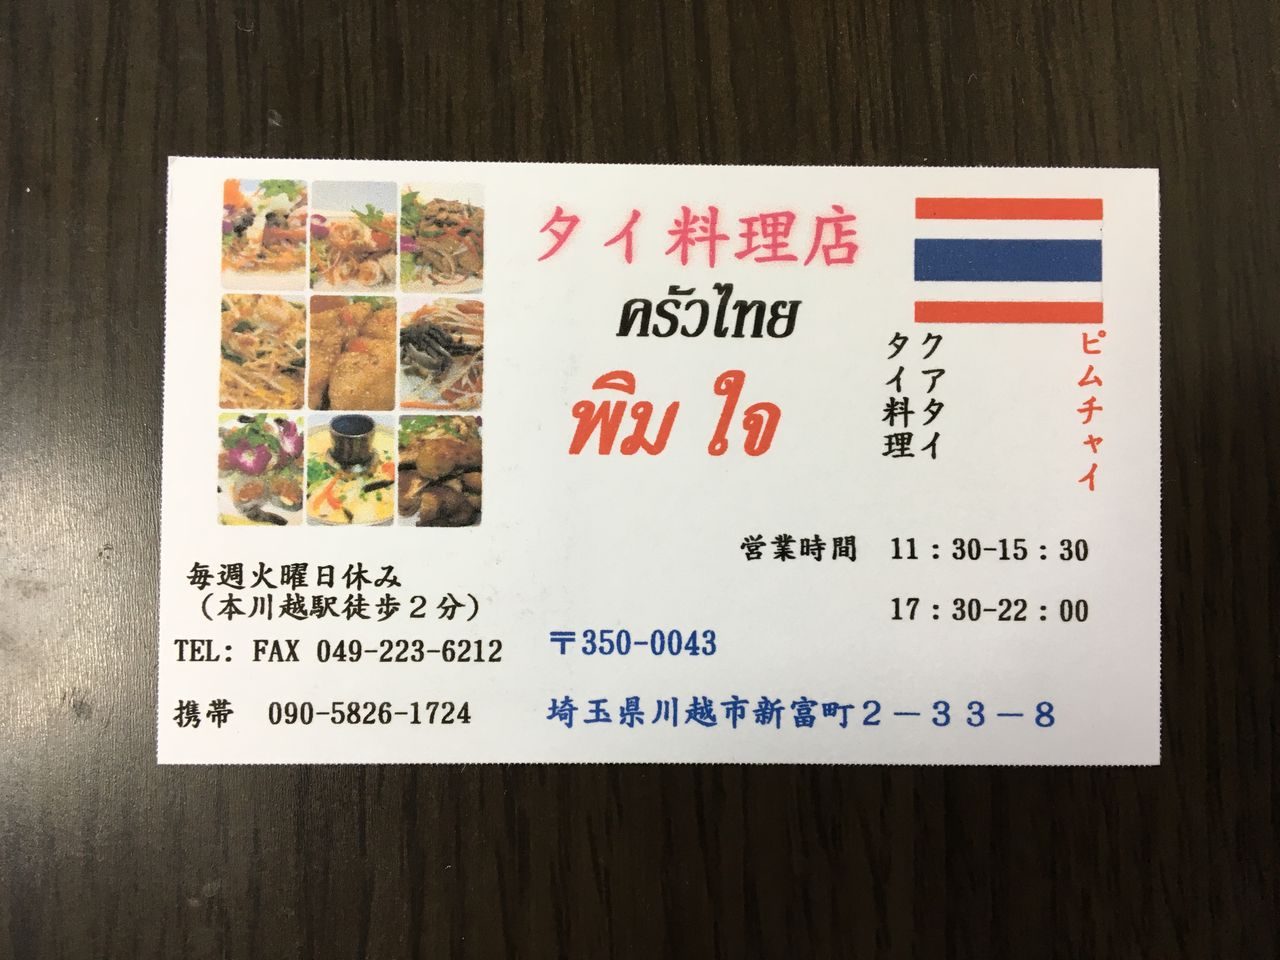 タイ料理店
ครัวไทย
พิม ใจ
ピムチャイ
クアタイ
タイ料理
営業時間 11：30-15：30
17：30-22：00
毎週火曜日休み
（本川越駅徒歩２分）
TEL: FAX 049-223-6212
携帯 090-5826-1724
〒350-0043
埼玉県川越市新富町２－３３－８